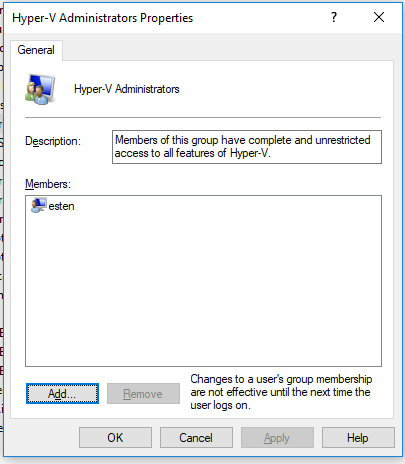 Hyper-V Administrators Properties
?
General
Hyper-V Administrators
Description:
Members of this group have complete and unrestricted
access to all features of Hyper-V.
Members:
esten
Add...
Remove
Changes to a user's group membership
are not effective until the next time the
user logs on.
OK
Cancel
Apply
Help